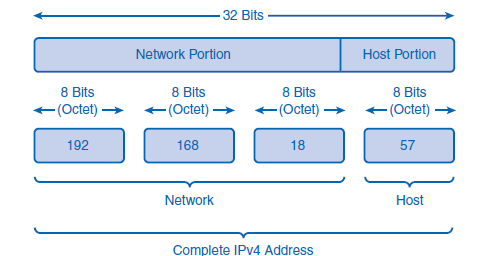 32 Bits
Network Portion
Host Portion
8 Bits
(Octet)
8 Bits
(Octet)
8 Bits
(Octet)
8 Bits
(Octet)
192
168
18
57
Network
Host
Complete IPv4 Address